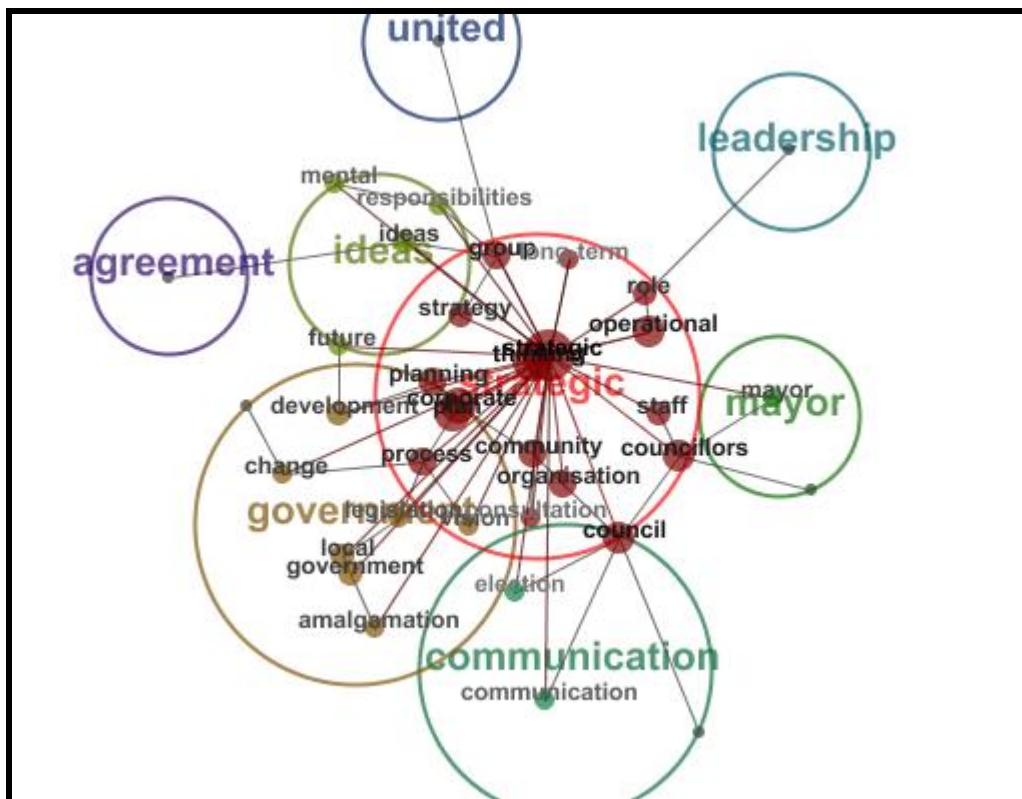 united
leadership
mental
responsibilities
ideas
ideas
group
long-term
agreement
role
strategy
operational
future
strategic
thinking
planning
strategic
corporate
mayor
mayor
development
plan
staff
community
councillors
process
change
organisation
government
legislation
consultation
vision
council
local
government
election
amalgamation
communication
communication